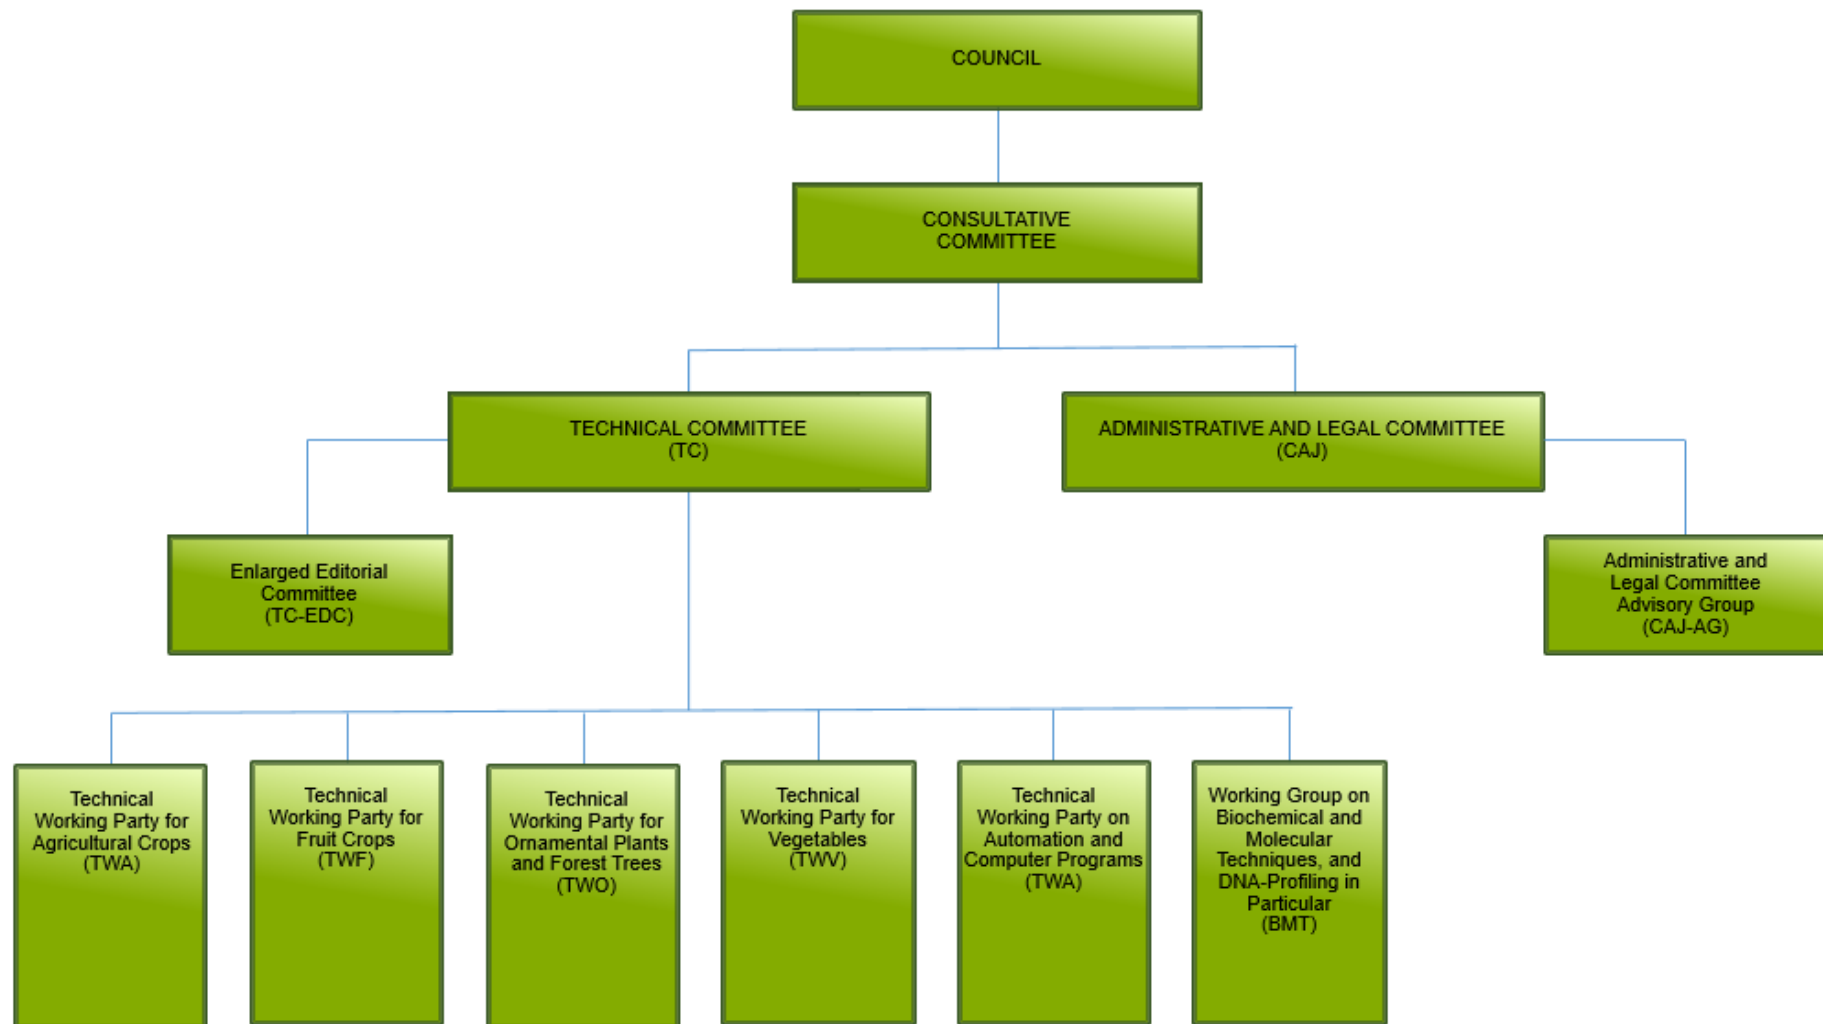 COUNCIL
CONSULTATIVE
COMMITTEE
TECHNICAL COMMITTEE
(TC)
ADMINISTRATIVE AND LEGAL COMMITTEE
(CAJ)
Enlarged Editorial
Committee
(TC-EDC)
Administrative and
Legal Committee
Advisory Group
(CAJ-AG)
Technical
Working Party for
Agricultural Crops
(TWA)
Technical
Working Party for
Fruit Crops
(TWF)
Technical
Working Party for
Ornamental Plants
and Forest Trees
(TWO)
Technical
Working Party for
Vegetables
(TWV)
Technical
Working Party on
Automation and
Computer Programs
(TWA)
Working Group on
Biochemical and
Molecular
Techniques, and
DNA-Profiling in
Particular
(BMT)